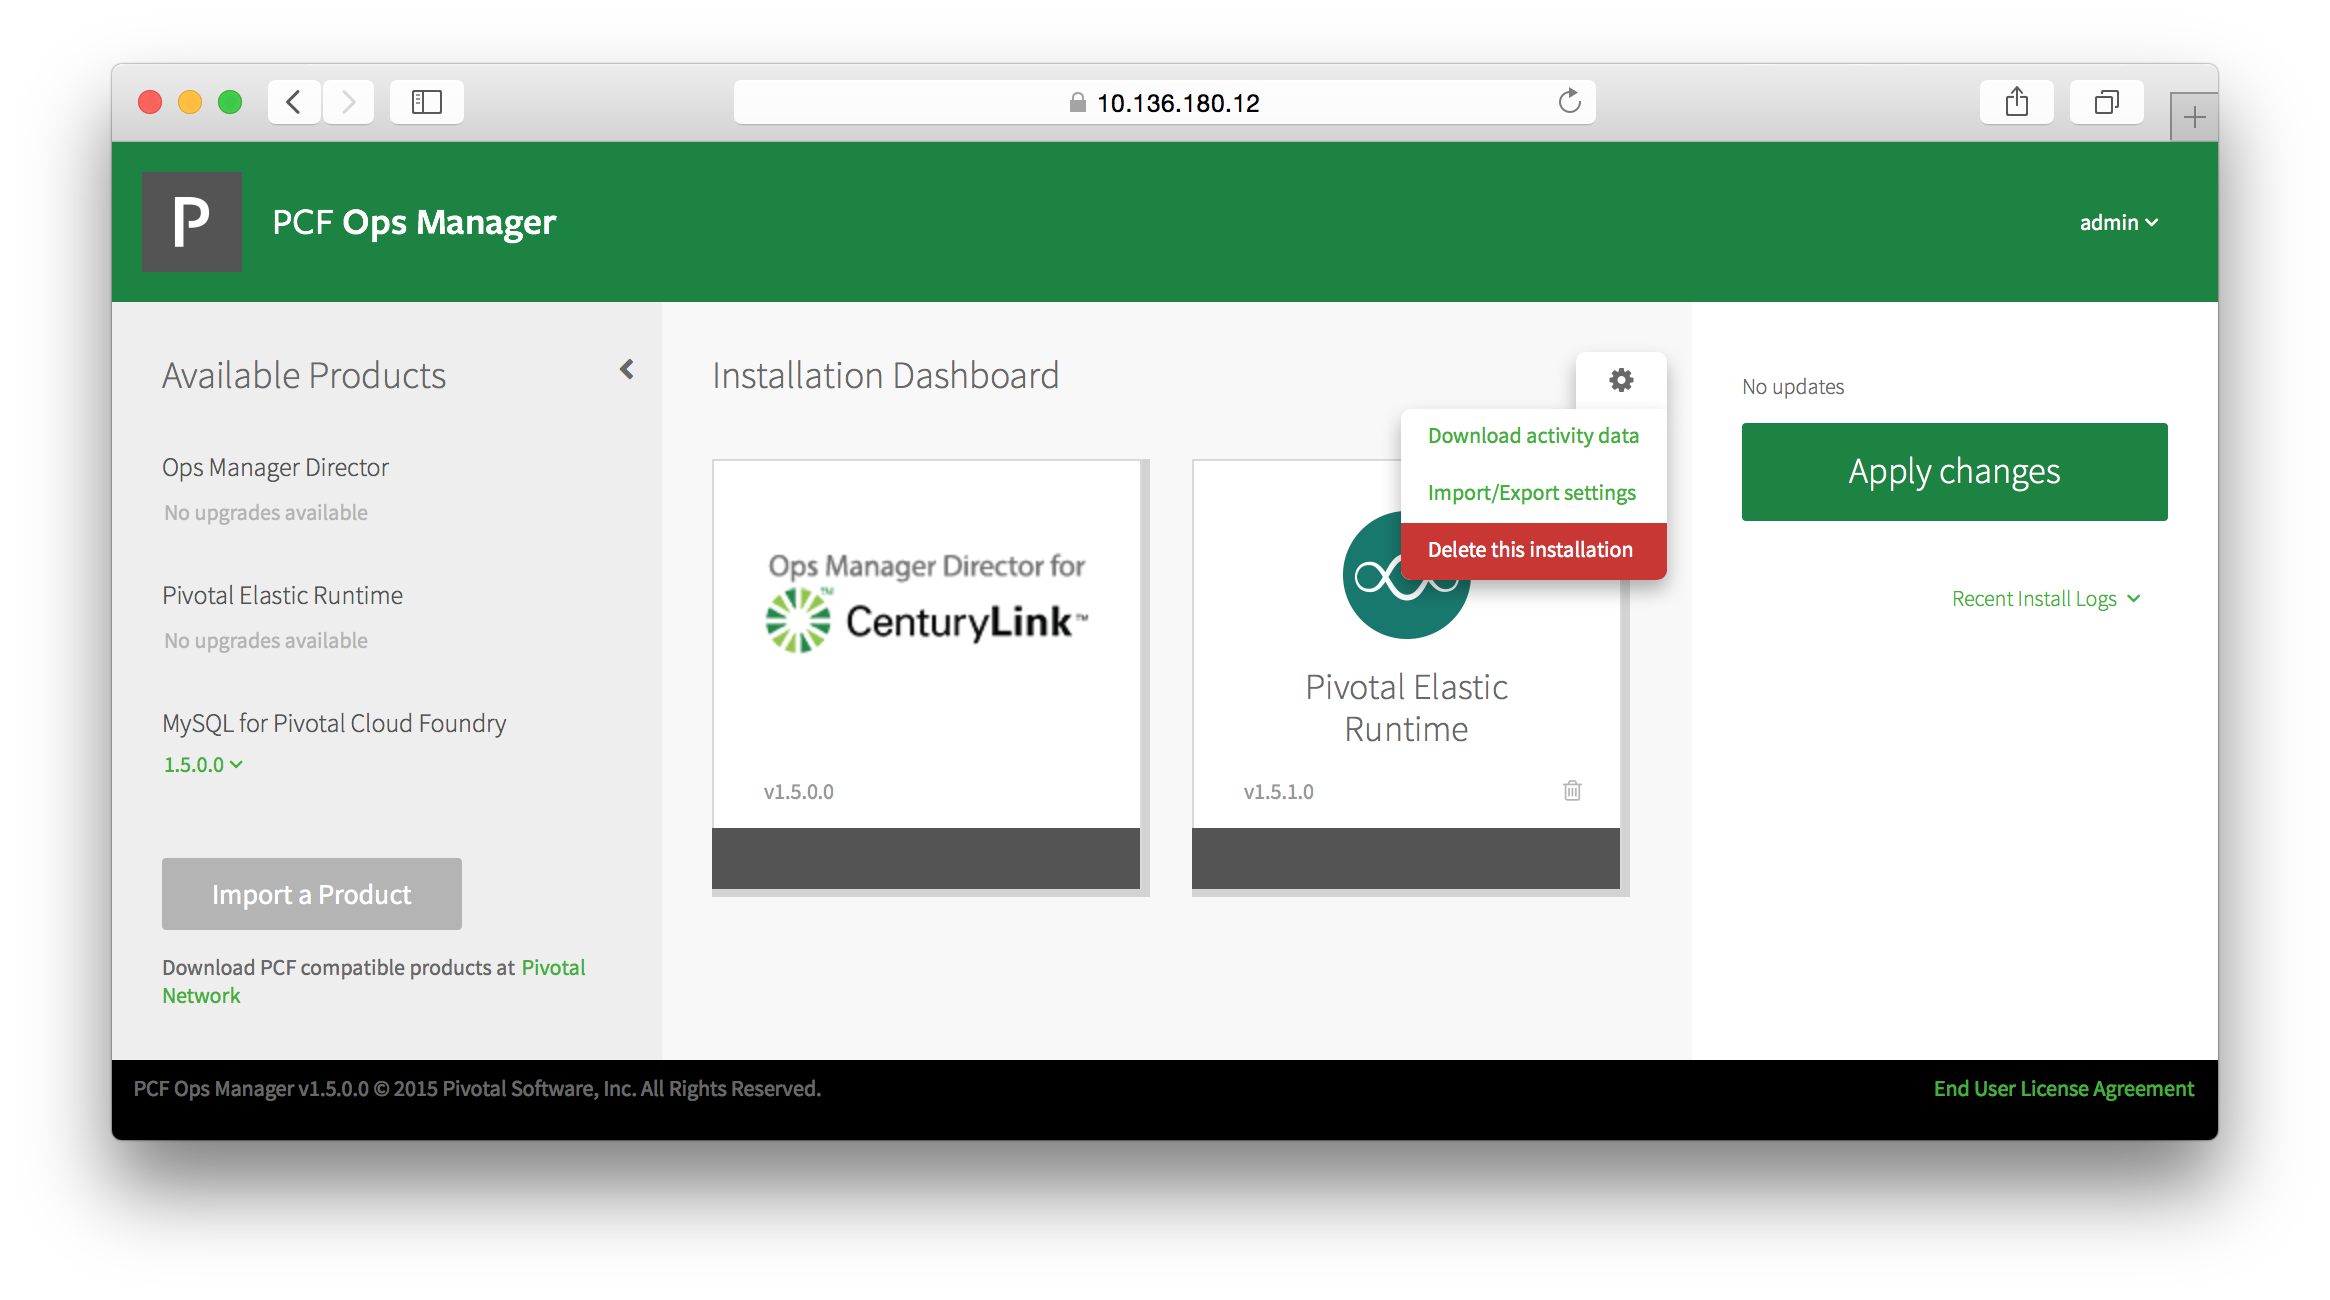 10.136.180.12
P
PCF Ops Manager
admin
Available Products
Ops Manager Director
No upgrades available
Pivotal Elastic Runtime
No upgrades available
MySQL for Pivotal Cloud Foundry
1.5.0.0
Import a Product
Download PCF compatible products at Pivotal
Network
Installation Dashboard
Download activity data
Import/Export settings
Delete this installation
Ops Manager Director for
CenturyLink™
v1.5.0.0
Pivotal Elastic
Runtime
v1.5.1.0
No updates
Apply changes
Recent Install Logs
PCF Ops Manager v1.5.0.0 © 2015 Pivotal Software, Inc. All Rights Reserved.
End User License Agreement